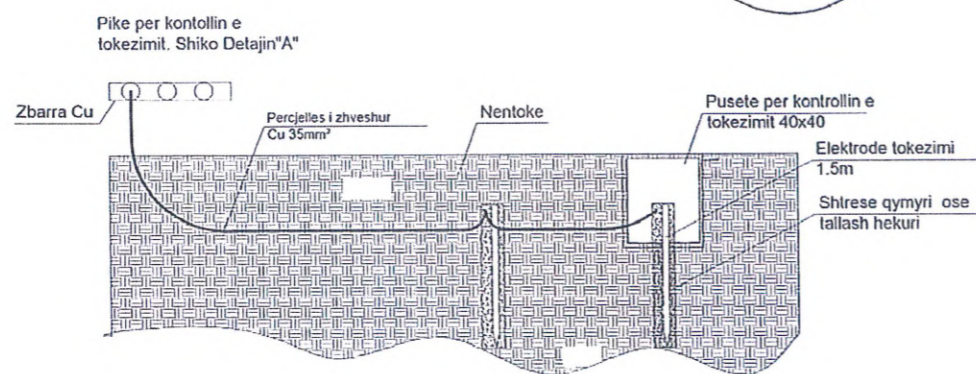 Pike per kontollin e
tokezimit. Shiko Detajin"A"
Zbarra Cu
Percjelles i zhveshur
Cu 35mm²
Nentoke
Pusete per kontrollin e
tokezimit 40x40
Elektrode tokezimi
1.5m
Shtrese qymyri ose
tallash hekuri